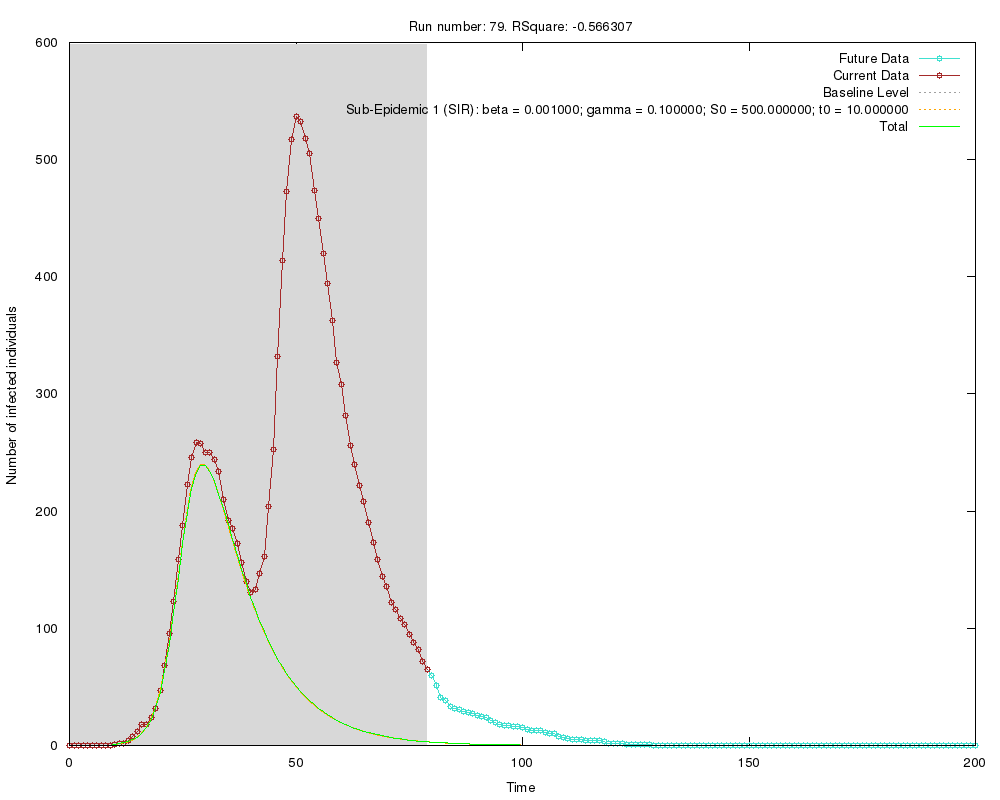 Run number: 79. RSquare: -0.566307
600
500
400
300
200
100
0
Number of infected individuals
Future Data
Current Data
Baseline Level
Sub-Epidemic 1 (SIR): beta = 0.001000; gamma = 0.100000; S0 = 500.000000; t0 = 10.000000
Total
0 50 100 150 200
Time